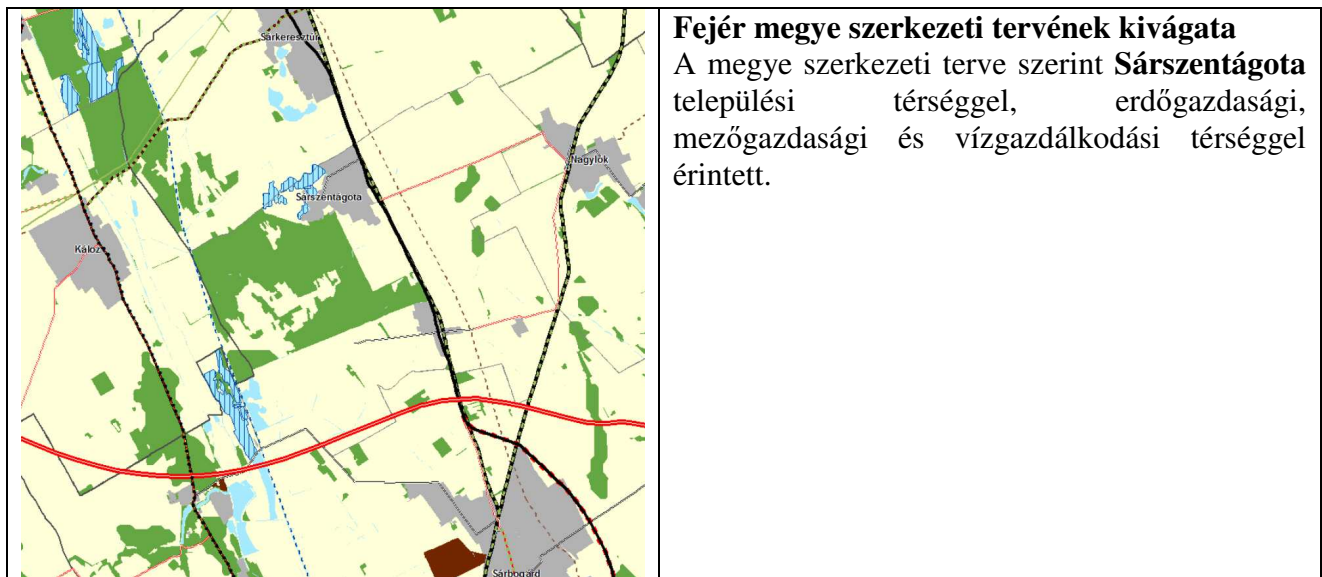 Fejér megye szerkezeti tervének kivágata
A megye szerkezeti terve szerint Sárszentágota
települési térséggel, erdőgazdasági,
mezőgazdasági és vízgazdálkodási térséggel
érintett.
Sárkeresztúr
Nagylók
Sárszentágota
Káloz
Sárbogárd